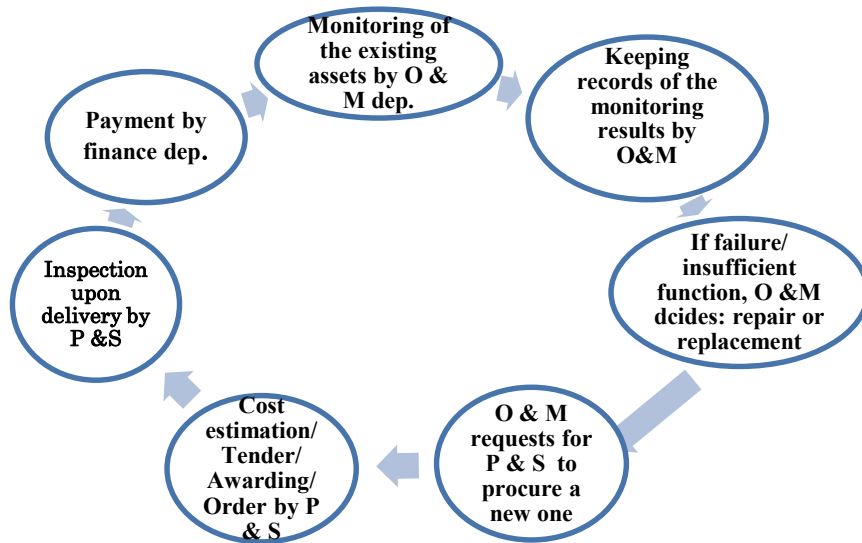 Monitoring of
the existing
assets by O &
M dep.
Keeping
records of the
monitoring
results by
O&M
If failure/
insufficient
function, O &M
dcides: repair or
replacement
O & M
requests for
P & S to
procure a
new one
Cost
estimation/
Tender/
Awarding/
Order by P
& S
Inspection
upon
delivery by
P &S
Payment by
finance dep.